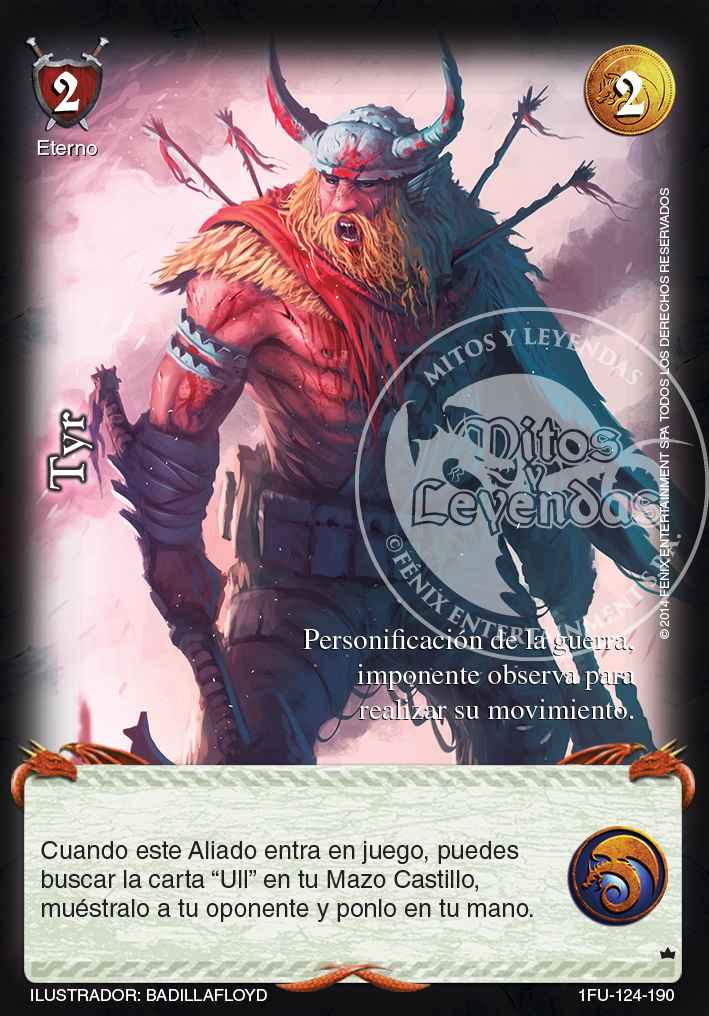 2
2
Eterno
Tyr
MITOS Y LEYENDAS
Mitos
y
Leyendas
© FÉNIX ENTERTAINMENT S.P.A.
© 2014 FÉNIX ENTERTAINMENT SPA TODOS LOS DERECHOS RESERVADOS
Personificación de la guerra,
imponente observa para
realizar su movimiento.
Cuando este Aliado entra en juego, puedes
buscar la carta “Ull” en tu Mazo Castillo,
muéstralo a tu oponente y ponlo en tu mano.
ILUSTRADOR: BADILLAFLOYD
1FU-124-190